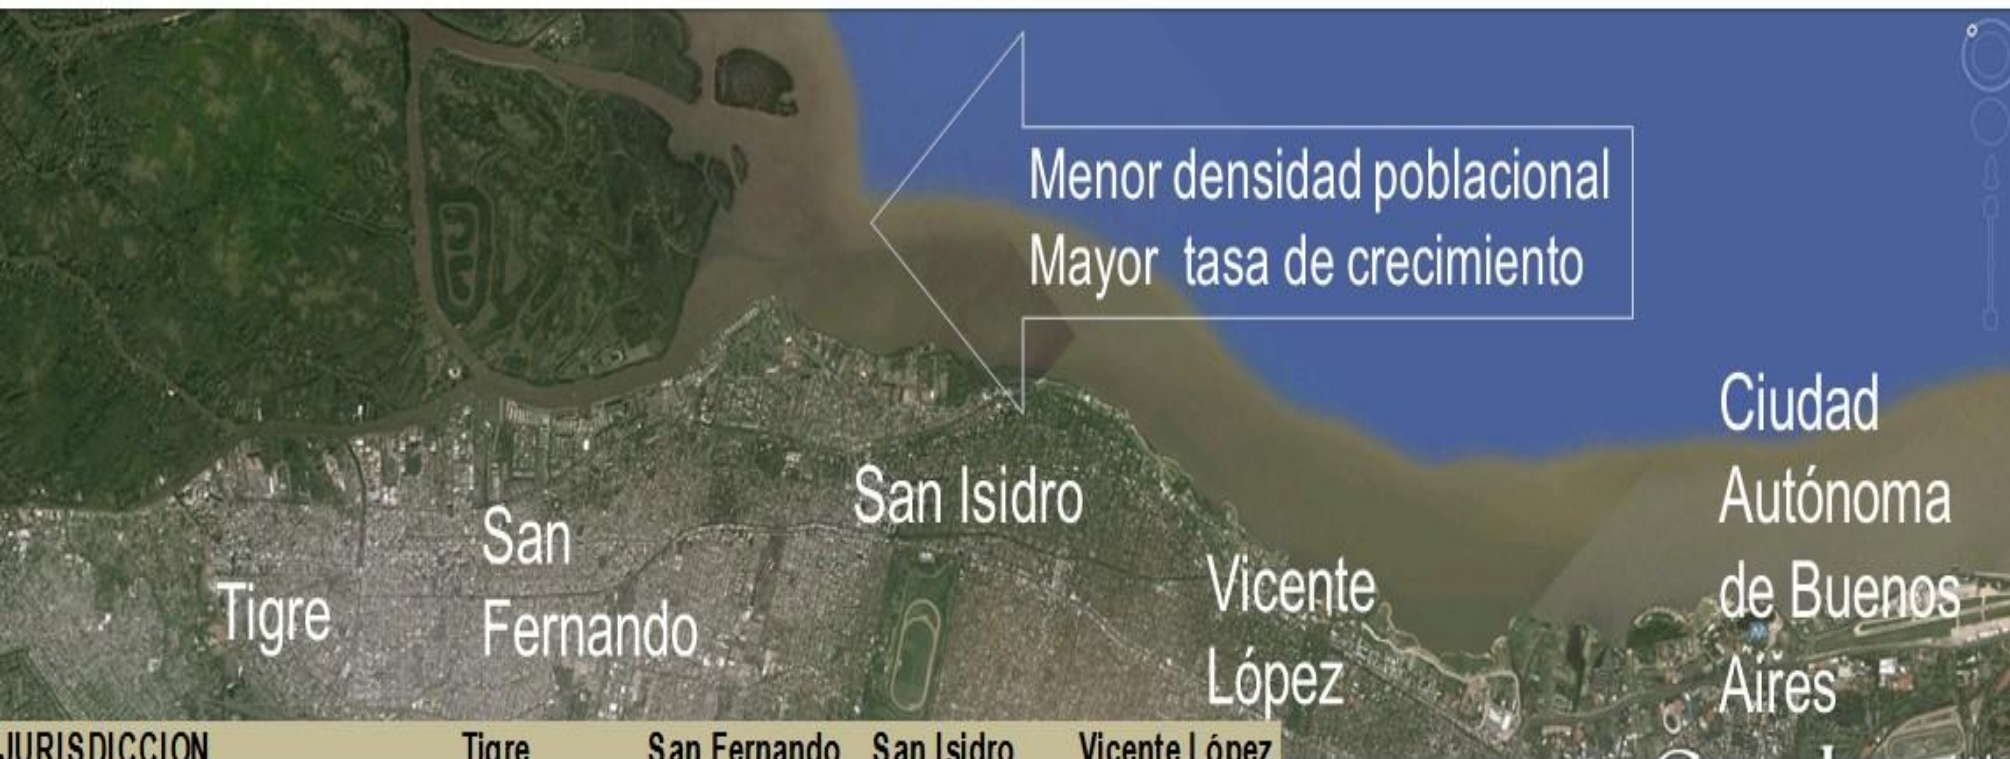 Menor densidad poblacional
Mayor tasa de crecimiento
Ciudad
Autónoma
de Buenos
Aires
San Isidro
San
Fernando
Tigre
Vicente
López
JURISDICCION Tigre San Fernando San Isidro Vicente López